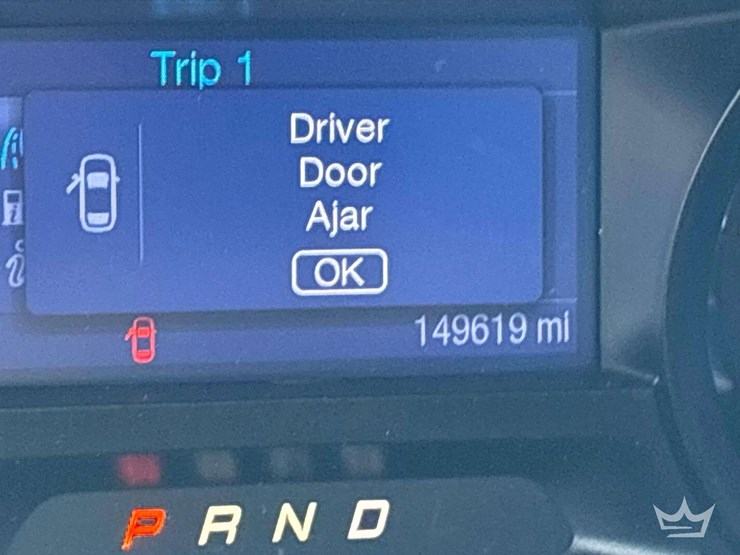 Trip 1
Driver
Door
Ajar
OK
149619 mi
P R N D